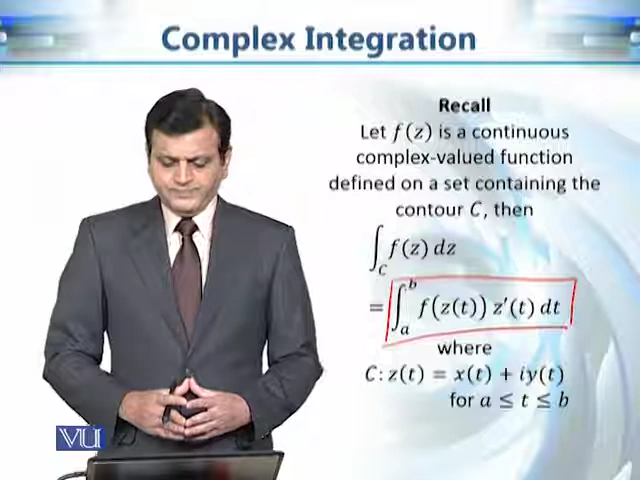 Complex Integration
Recall
Let f(z) is a continuous
complex-valued function
defined on a set containing the
contour C, then
∫_C f(z) dz
= ∫_a^b f(z(t)) z′(t) dt
where
C: z(t) = x(t) + iy(t)
for a ≤ t ≤ b
VU